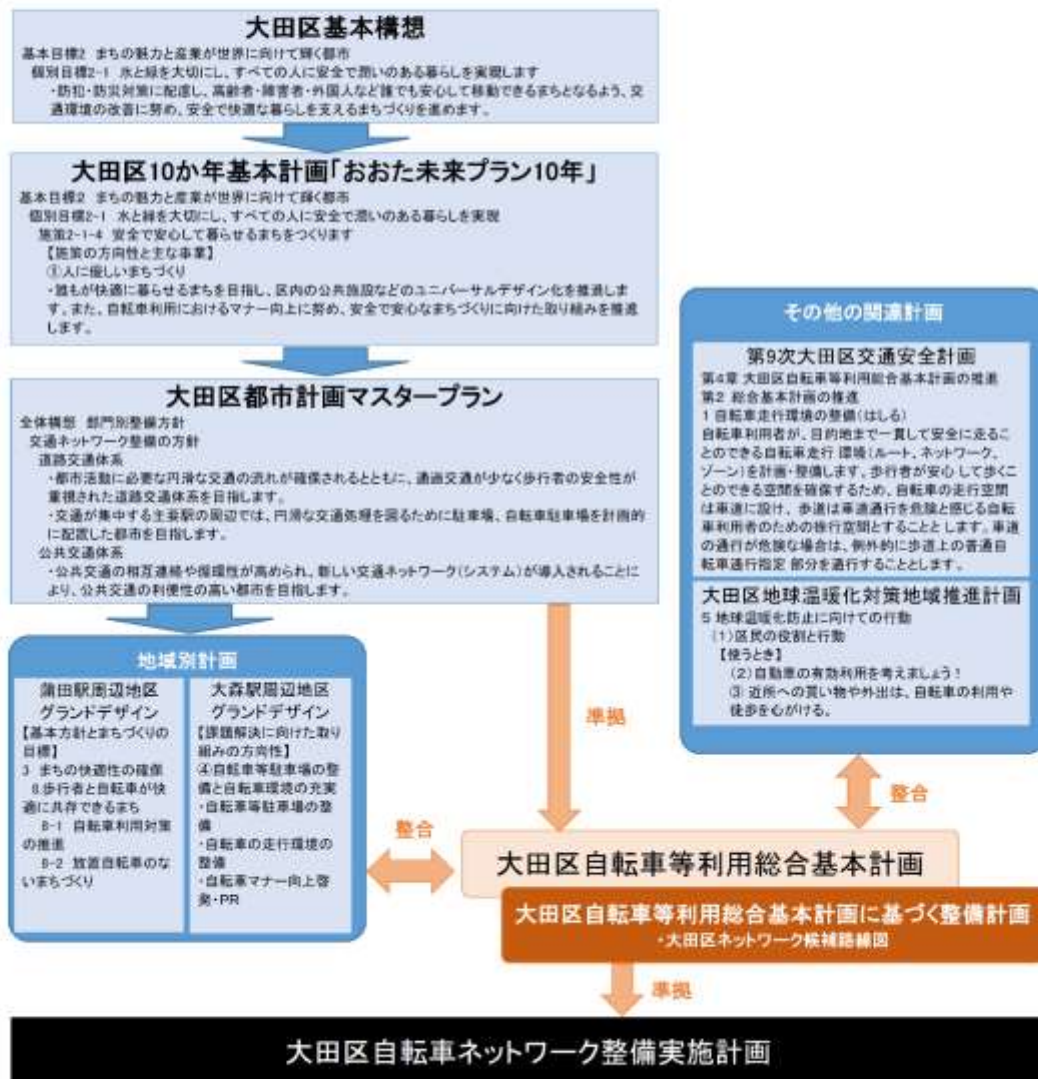 大田区基本構想
基本目標2 まちの魅力と産業が世界に向けて輝く都市
個別目標2-1 水と緑を大切にし、すべての人に安全で潤いのある暮らしを実現します
・防犯・防災対策に配慮し、高齢者・障害者・外国人など誰でも安心して移動できるまちとなるよう、交
通環境の改善に努め、安全で快適な暮らしを支えるまちづくりを進めます。
大田区10か年基本計画「おおた未来プラン10年」
基本目標2 まちの魅力と産業が世界に向けて輝く都市
個別目標2-1 水と緑を大切にし、すべての人に安全で潤いのある暮らしを実現
施策2-1-4 安全で安心して暮らせるまちをつくります
【施策の方向性と主な事業】
①人に優しいまちづくり
・誰もが快適に暮らせるまちを目指し、区内の公共施設などのユニバーサルデザイン化を推進しま
す。また、自転車利用におけるマナー向上に努め、安全で安心なまちづくりに向けた取り組みを推進
します。
大田区都市計画マスタープラン
全体構想 部門別整備方針
交通ネットワーク整備の方針
道路交通体系
・都市活動に必要な円滑な交通の流れが確保されるとともに、通過交通が少なく歩行者の安全性が
重視された道路交通体系を目指します。
・交通が集中する主要駅の周辺では、円滑な交通処理を図るために駐車場、自転車駐車場を計画的
に配置した都市を目指します。
公共交通体系
・公共交通の相互連絡や循環性が高められ、新しい交通ネットワーク(システム)が導入されることに
より、公共交通の利便性の高い都市を目指します。
その他の関連計画
第9次大田区交通安全計画
第4章 大田区自転車等利用総合基本計画の推進
第2 総合基本計画の推進
1 自転車走行環境の整備(はしる)
自転車利用者が、目的地まで一貫して安全に走るこ
とのできる自転車走行 環境(ルート、ネットワーク、
ゾーン)を計画・整備します。歩行者が安心 して歩くこ
とのできる空間を確保するため、自転車の走行空間
は車道に設け、 歩道は車道通行を危険と感じる自転
車利用者のための徐行空間とすることと します。車道
の通行が危険な場合は、例外的に歩道上の普通自
転車通行指定 部分を通行することとします。
大田区地球温暖化対策地域推進計画
5 地球温暖化防止に向けての行動
(1)区民の役割と行動
【使うとき】
(2)自動車の有効利用を考えましょう!
③ 近所への買い物や外出は、自転車の利用や
徒歩を心がける。
地域別計画
蒲田駅周辺地区
グランドデザイン
【基本方針とまちづくりの
目標】
3 まちの快適性の確保
8歩行者と自転車が快
適に共存できるまち
8-1 自転車利用対策
の推進
8-2 放置自転車のな
いまちづくり
大森駅周辺地区
グランドデザイン
【課題解決に向けた取り
組みの方向性】
④自転車等駐車場の整
備と自転車環境の充実
・自転車等駐車場の整
備
・自転車の走行環境の
整備
・自転車マナー向上啓
発・PR
準拠
整合
整合
大田区自転車等利用総合基本計画
大田区自転車等利用総合基本計画に基づく整備計画
・大田区ネットワーク候補路線図
準拠
大田区自転車ネットワーク整備実施計画